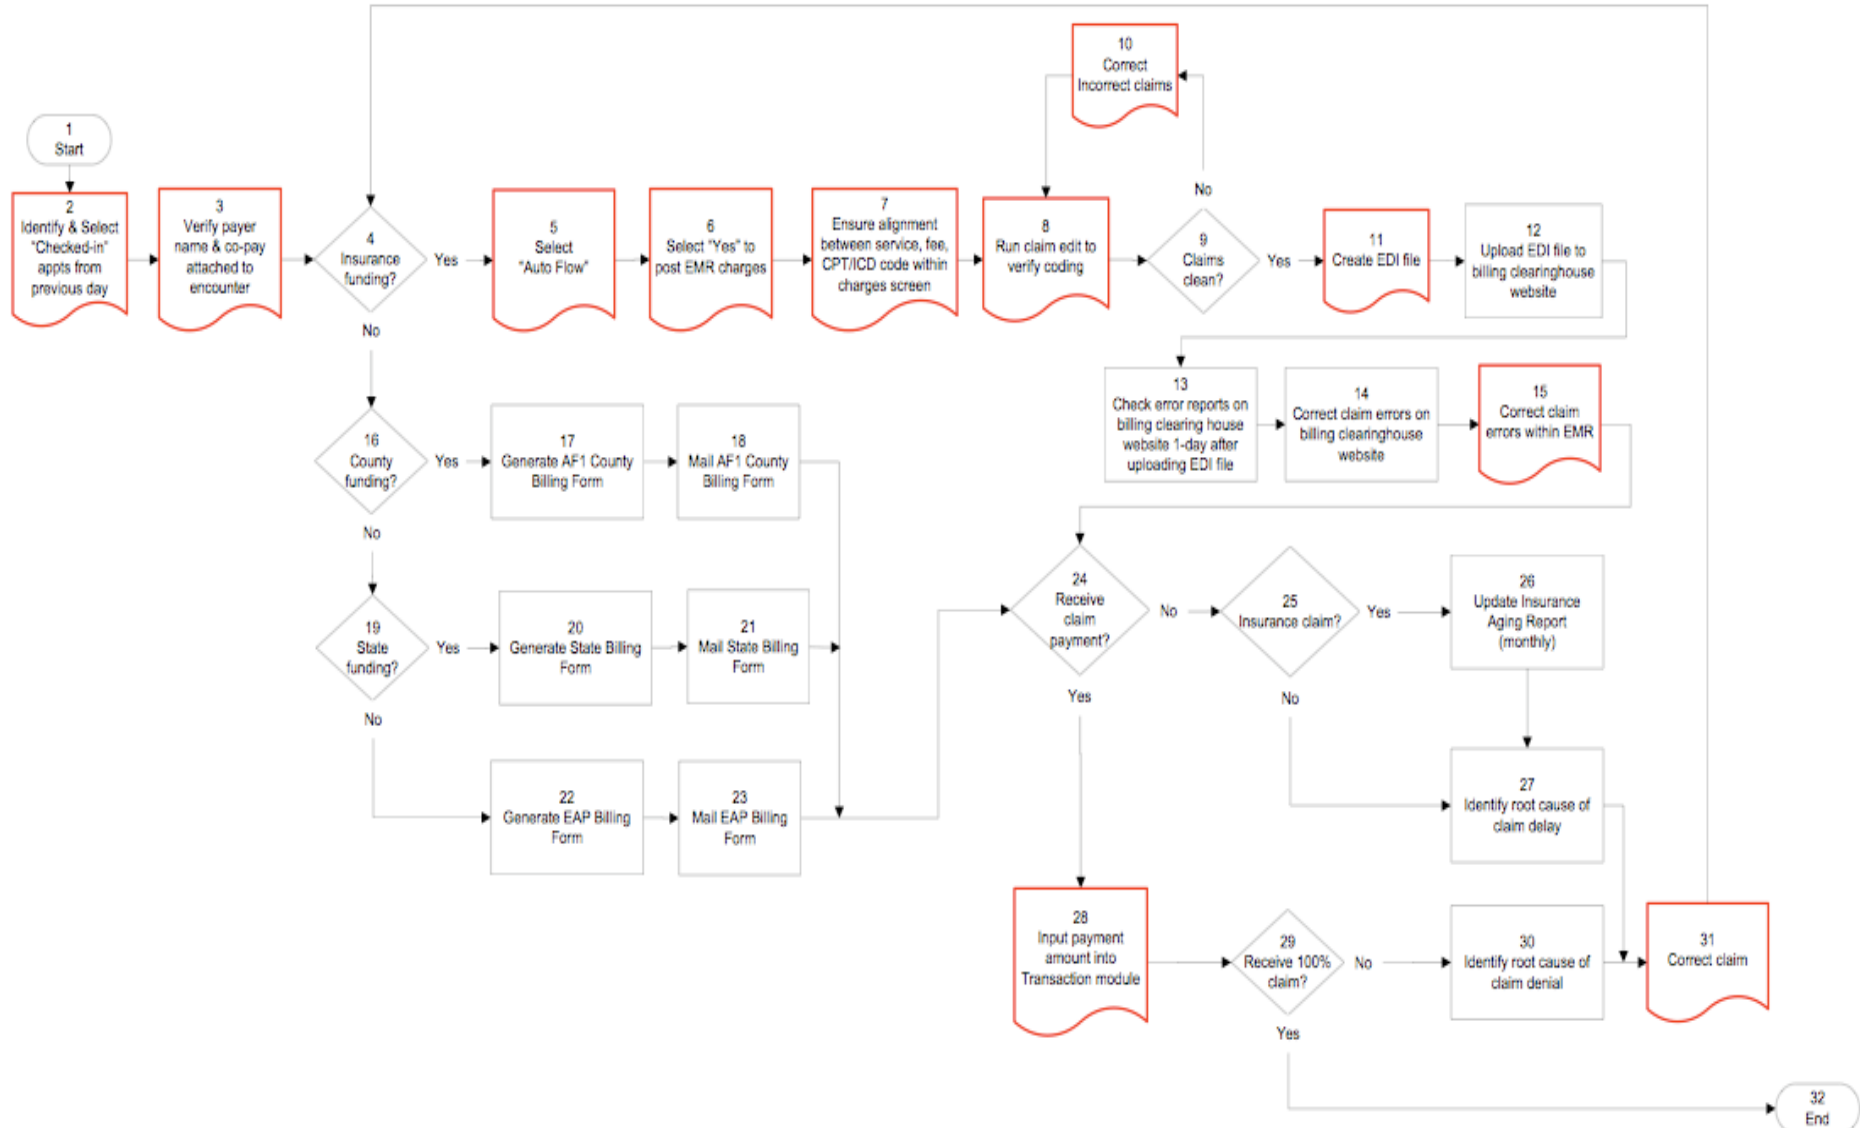 1
Start
2
Identify & Select
"Checked-in"
appts from
previous day
3
Verify payer
name & co-pay
attached to
encounter
4
Insurance
funding?
Yes
No
5
Select
"Auto Flow"
6
Select "Yes" to
post EMR charges
7
Ensure alignment
between service, fee,
CPT/ICD code within
charges screen
8
Run claim edit to
verify coding
9
Claims
clean?
No
Yes
10
Correct
Incorrect claims
11
Create EDI file
12
Upload EDI file to
billing clearinghouse
website
13
Check error reports on
billing clearing house
website 1-day after
uploading EDI file
14
Correct claim errors on
billing clearinghouse
website
15
Correct claim
errors within EMR
16
County
funding?
Yes
No
17
Generate AF1 County
Billing Form
18
Mail AF1 County
Billing Form
19
State
funding?
Yes
No
20
Generate State Billing
Form
21
Mail State Billing
Form
22
Generate EAP Billing
Form
23
Mail EAP Billing
Form
24
Receive
claim
payment?
No
Yes
25
Insurance claim?
Yes
No
26
Update Insurance
Aging Report
(monthly)
27
Identify root cause of
claim delay
28
Input payment
amount into
Transaction module
29
Receive 100%
claim?
No
Yes
30
Identify root cause of
claim denial
31
Correct claim
32
End